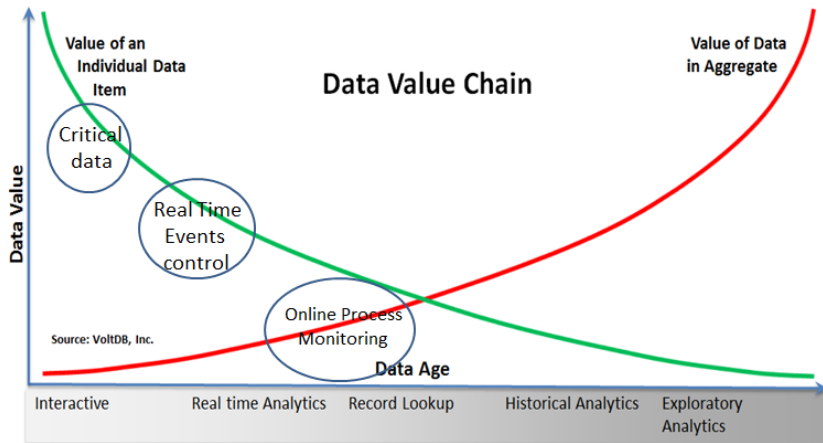 Value of an
Individual Data
Item
Data Value Chain
Value of Data
in Aggregate
Critical
data
Real Time
Events
control
Online Process
Monitoring
Data Value
Source: VoltDB, Inc.
Data Age
Interactive
Real time Analytics
Record Lookup
Historical Analytics
Exploratory
Analytics